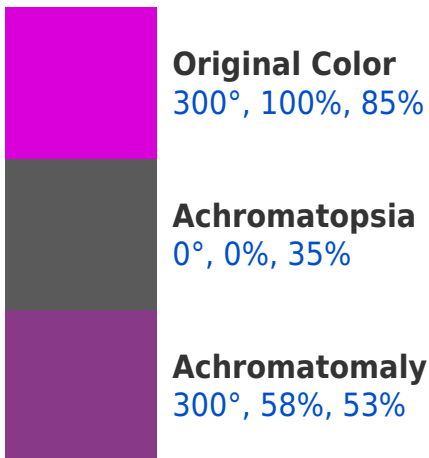 Original Color
300°, 100%, 85%
Achromatopsia
0°, 0%, 35%
Achromatomaly
300°, 58%, 53%